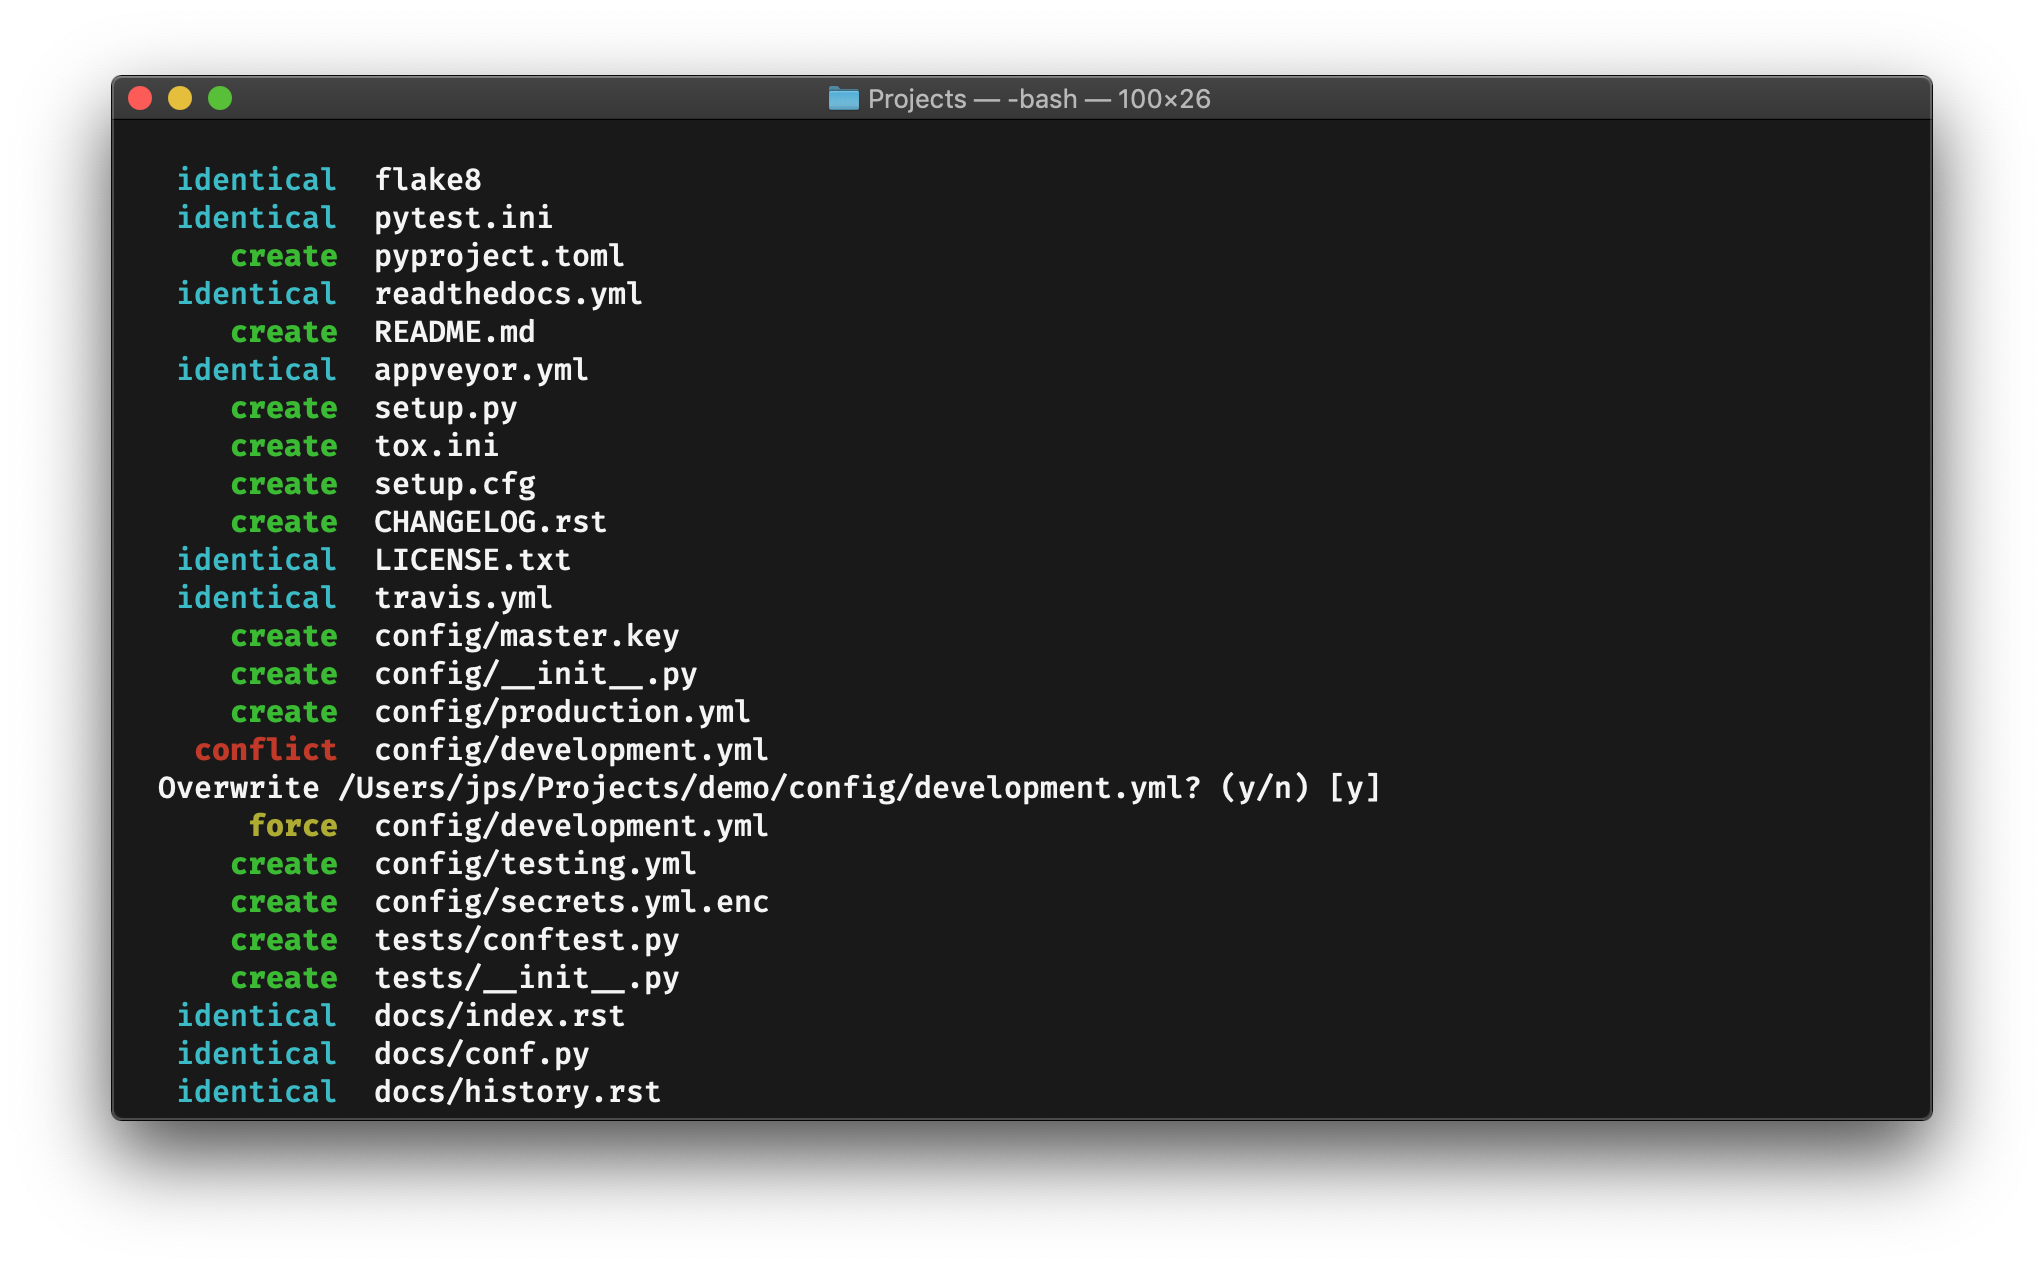 Projects — -bash — 100×26
identical  flake8
identical  pytest.ini
create  pyproject.toml
identical  readthedocs.yml
create  README.md
identical  appveyor.yml
create  setup.py
create  tox.ini
create  setup.cfg
create  CHANGELOG.rst
identical  LICENSE.txt
identical  travis.yml
create  config/master.key
create  config/__init__.py
create  config/production.yml
conflict  config/development.yml
Overwrite /Users/jps/Projects/demo/config/development.yml? (y/n) [y]
force  config/development.yml
create  config/testing.yml
create  config/secrets.yml.enc
create  tests/conftest.py
create  tests/__init__.py
identical  docs/index.rst
identical  docs/conf.py
identical  docs/history.rst